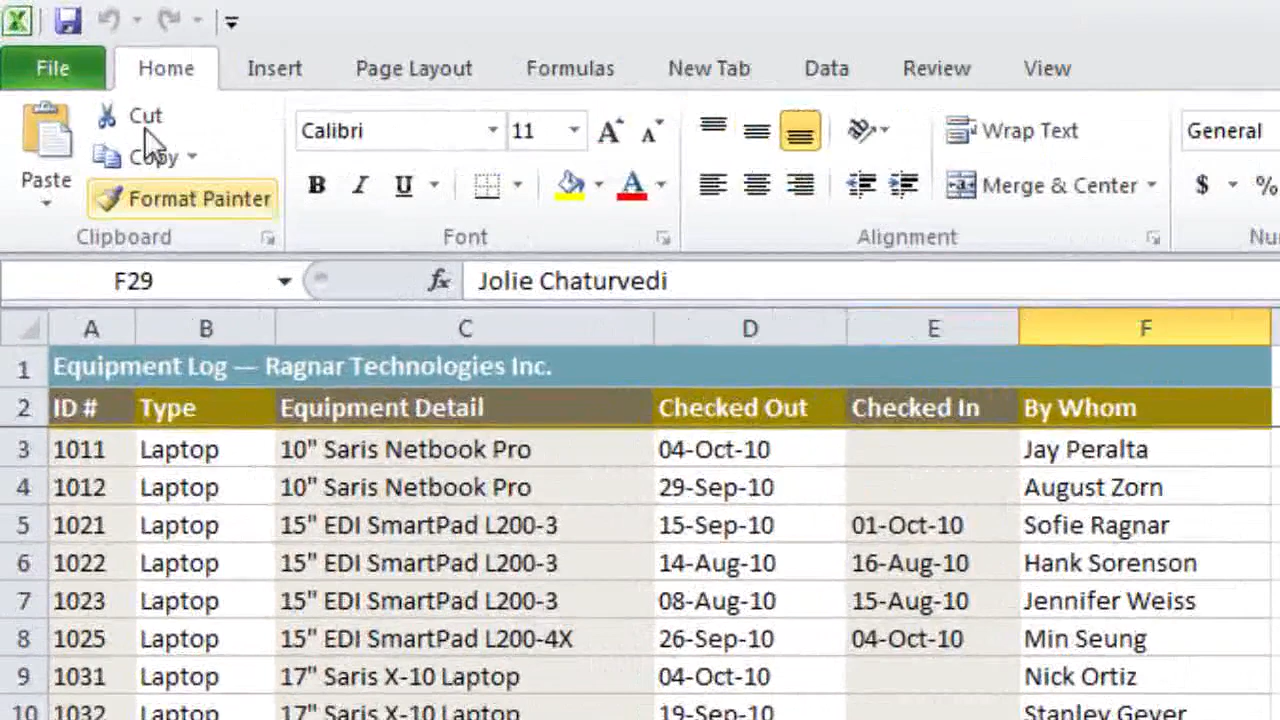 File Home Insert Page Layout Formulas New Tab Data Review View
Cut
Calibri 11 Wrap Text General
Copy
Paste
Format Painter
B I U A Merge & Center $ %
Clipboard Font Alignment
F29 fx Jolie Chaturvedi
A B C D E F
1 Equipment Log — Ragnar Technologies Inc.
2 ID # Type Equipment Detail Checked Out Checked In By Whom
3 1011 Laptop 10" Saris Netbook Pro 04-Oct-10 Jay Peralta
4 1012 Laptop 10" Saris Netbook Pro 29-Sep-10 August Zorn
5 1021 Laptop 15" EDI SmartPad L200-3 15-Sep-10 01-Oct-10 Sofie Ragnar
6 1022 Laptop 15" EDI SmartPad L200-3 14-Aug-10 16-Aug-10 Hank Sorenson
7 1023 Laptop 15" EDI SmartPad L200-3 08-Aug-10 15-Aug-10 Jennifer Weiss
8 1025 Laptop 15" EDI SmartPad L200-4X 26-Sep-10 04-Oct-10 Min Seung
9 1031 Laptop 17" Saris X-10 Laptop 04-Oct-10 Nick Ortiz
10 1032 Laptop 17" Saris X-10 Laptop 19-Sep-10 Stanley Geyer